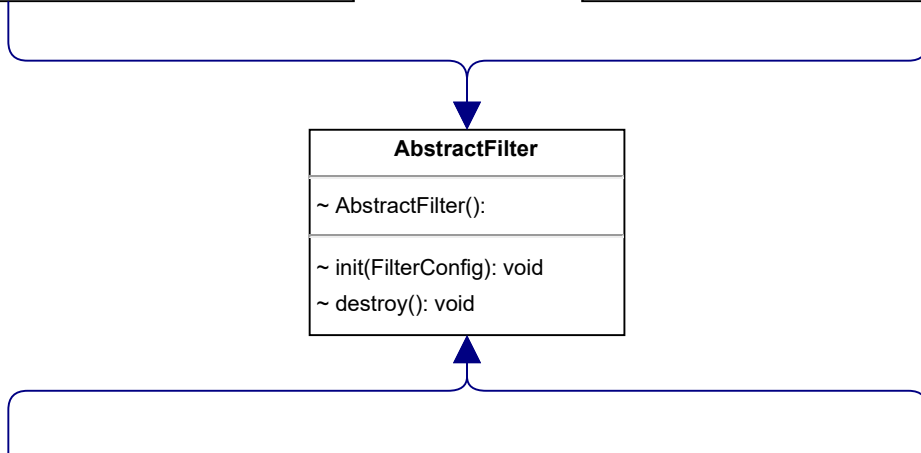 AbstractFilter
~ AbstractFilter():
~ init(FilterConfig): void
~ destroy(): void